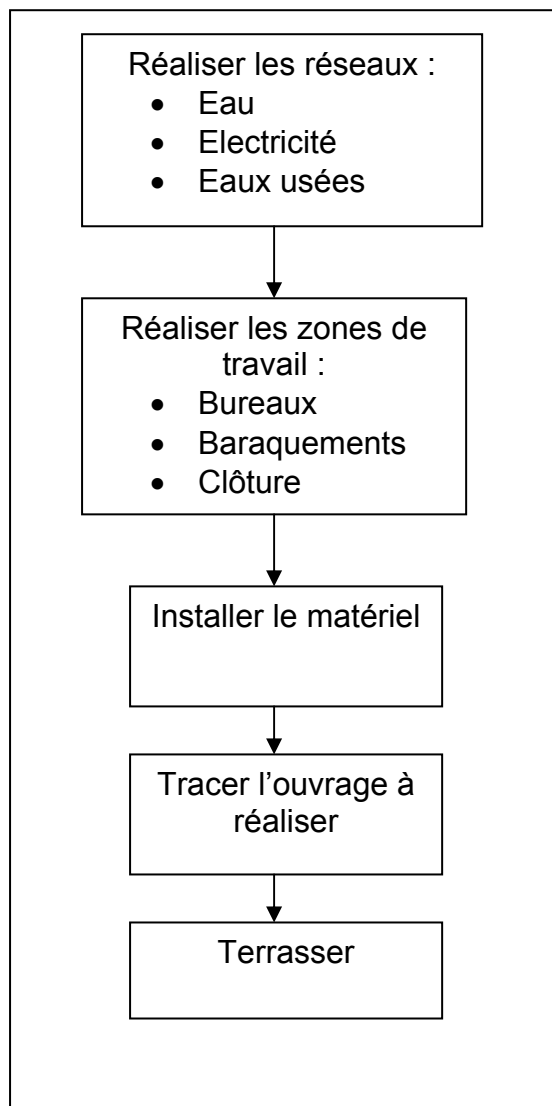 Réaliser les réseaux :
• Eau
• Electricité
• Eaux usées
Réaliser les zones de
travail :
• Bureaux
• Baraquements
• Clôture
Installer le matériel
Tracer l’ouvrage à
réaliser
Terrasser